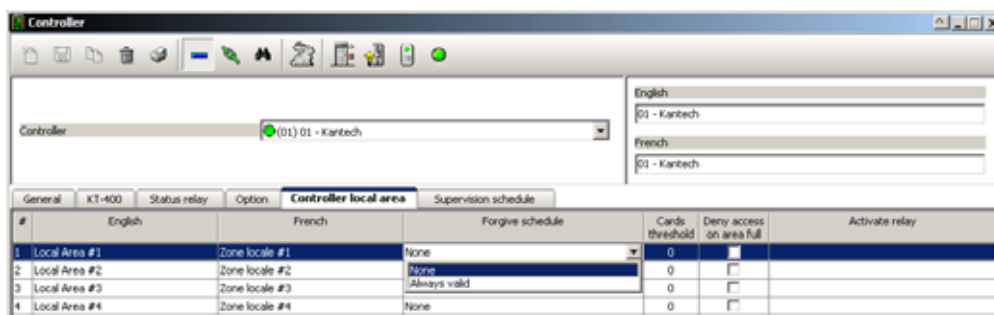 Controller
English
01 - Kantech
Controller
(01) 01 - Kantech
French
01 - Kantech
General KT-400 Status relay Option Controller local area Supervision schedule
# English French Forgive schedule Cards threshold Deny access on area full Activate relay
1 Local Area #1 Zone locale #1 None 0
2 Local Area #2 Zone locale #2 None 0
3 Local Area #3 Zone locale #3 Always valid 0
4 Local Area #4 Zone locale #4 None 0